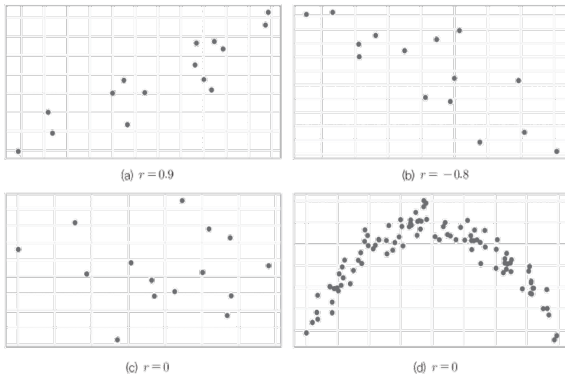 (a) r = 0.9
(b) r = −0.8
(c) r = 0
(d) r = 0